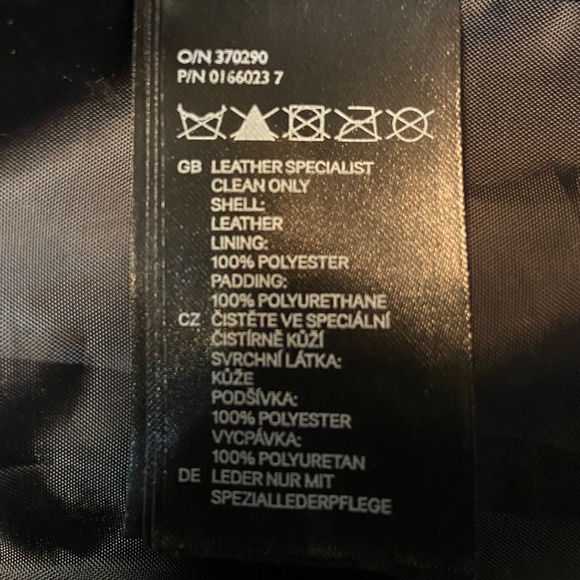 O/N 370290
P/N 0166023 7
GB LEATHER SPECIALIST
CLEAN ONLY
SHELL:
LEATHER
LINING:
100% POLYESTER
PADDING:
100% POLYURETHANE
CZ ČISTĚTE VE SPECIÁLNÍ
ČISTÍRNĚ KŮŽÍ
SVRCHNÍ LÁTKA:
KŮŽE
PODŠÍVKA:
100% POLYESTER
VYCPÁVKA:
100% POLYURETAN
DE LEDER NUR MIT
SPEZIALLEDERPFLEGE